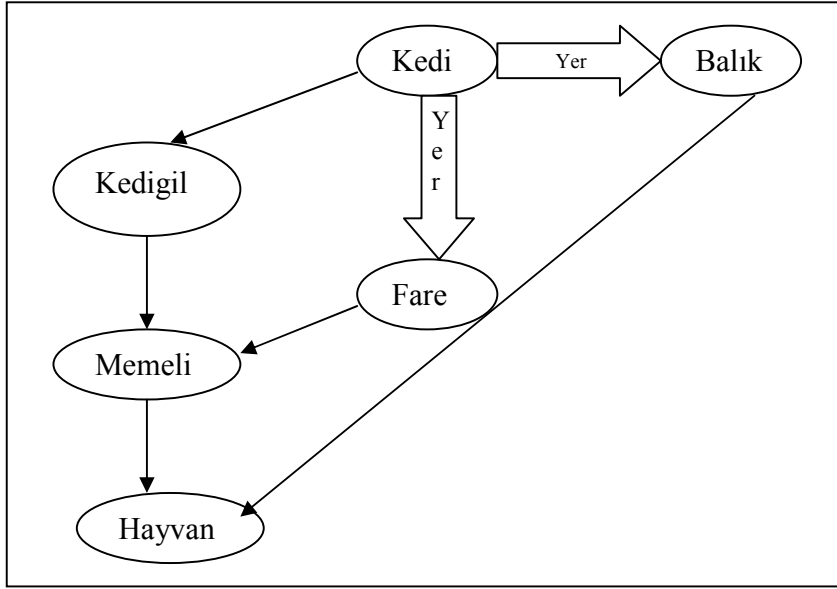 Kedi
Yer
Balık
Y
e
r
Kedigil
Fare
Memeli
Hayvan